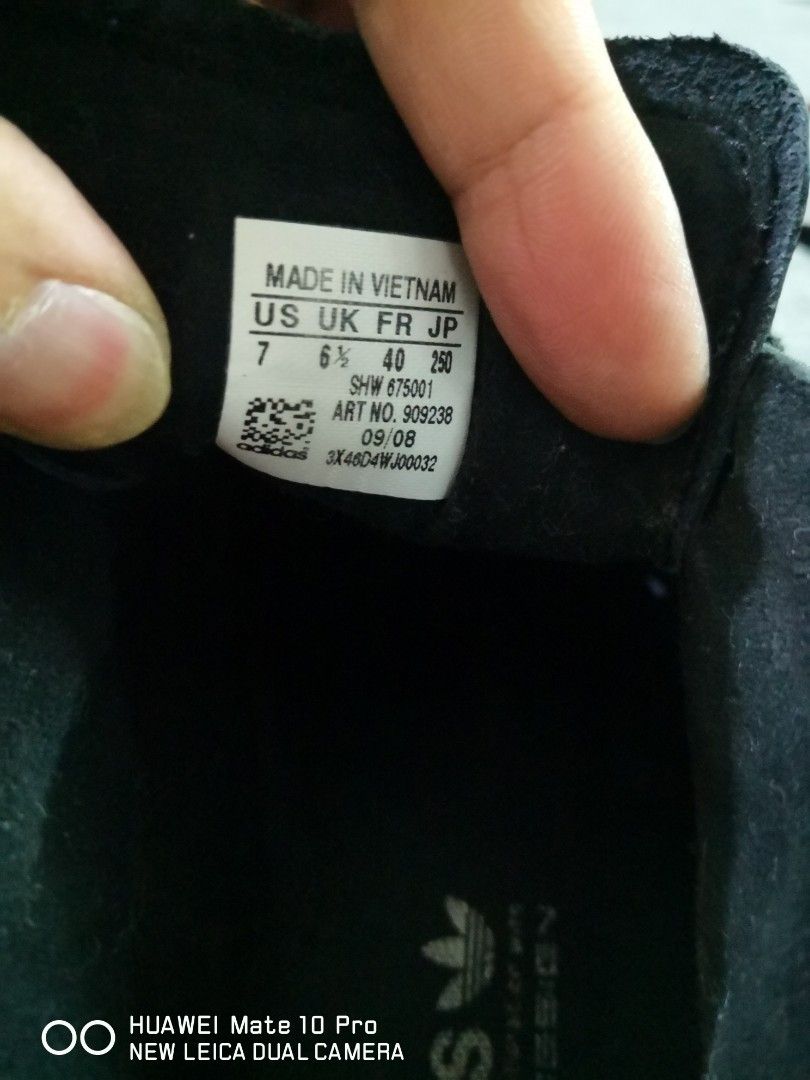 MADE IN VIETNAM
US UK FR JP
7 6½ 40 250
SHW 675001
ART NO. 909238
09/08
adidas 3X46D4WJ00032
S
HUAWEI Mate 10 Pro
NEW LEICA DUAL CAMERA